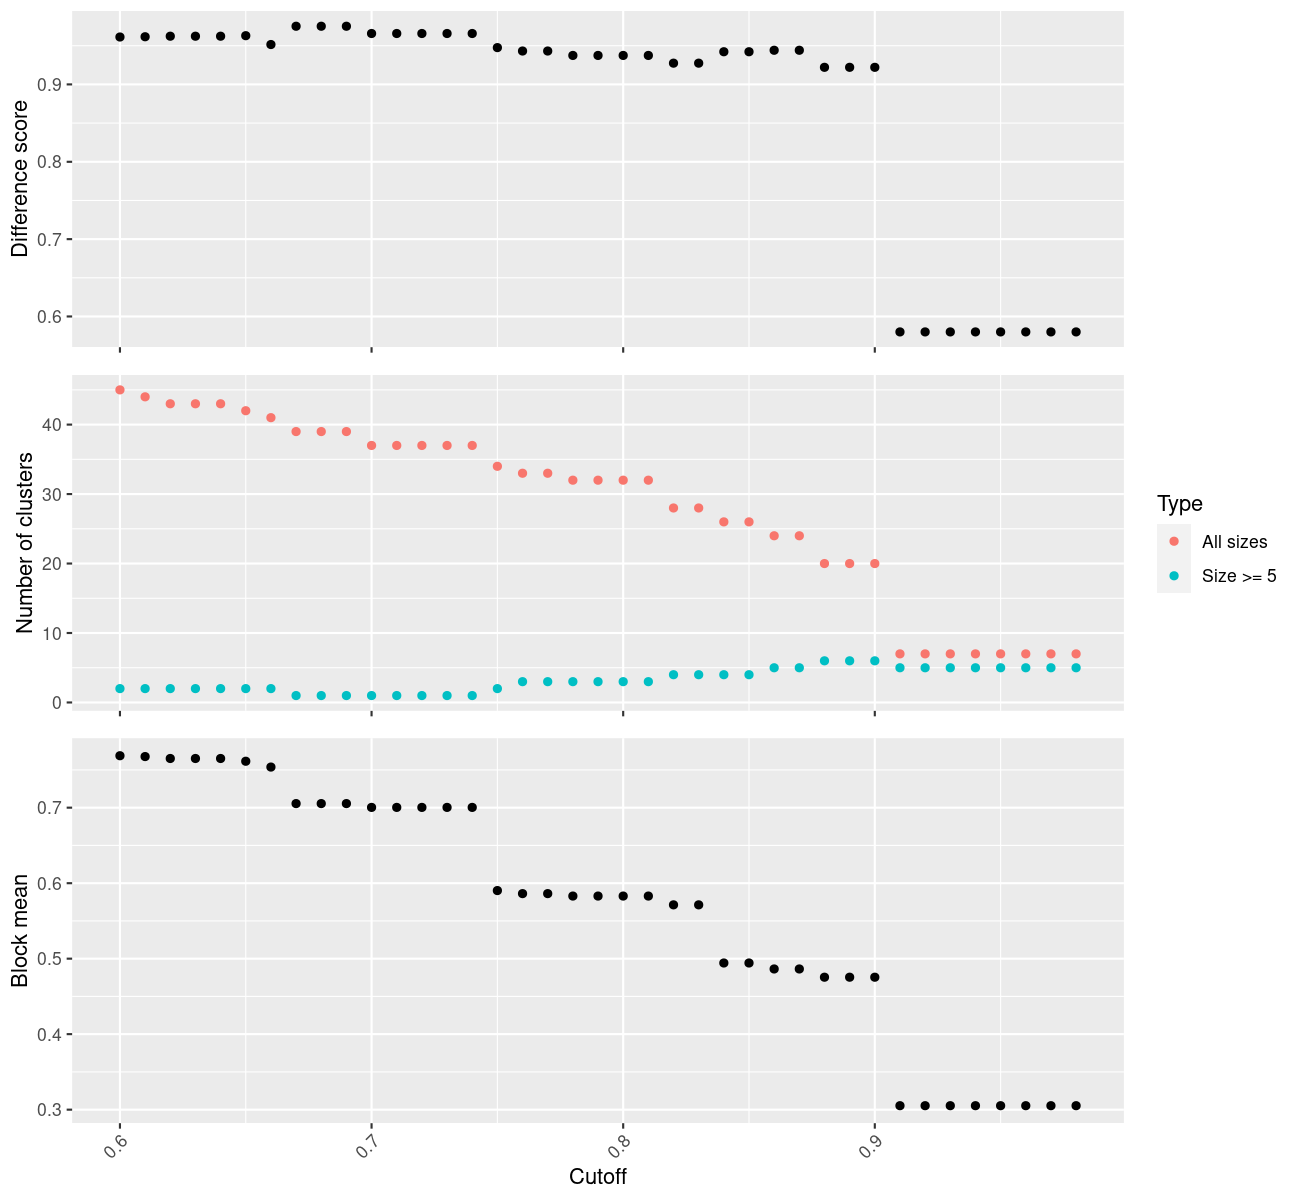 Difference score
0.9
0.8
0.7
0.6
Number of clusters
40
30
20
10
0
Type
All sizes
Size >= 5
Block mean
0.7
0.6
0.5
0.4
0.3
0.6
0.7
0.8
0.9
Cutoff